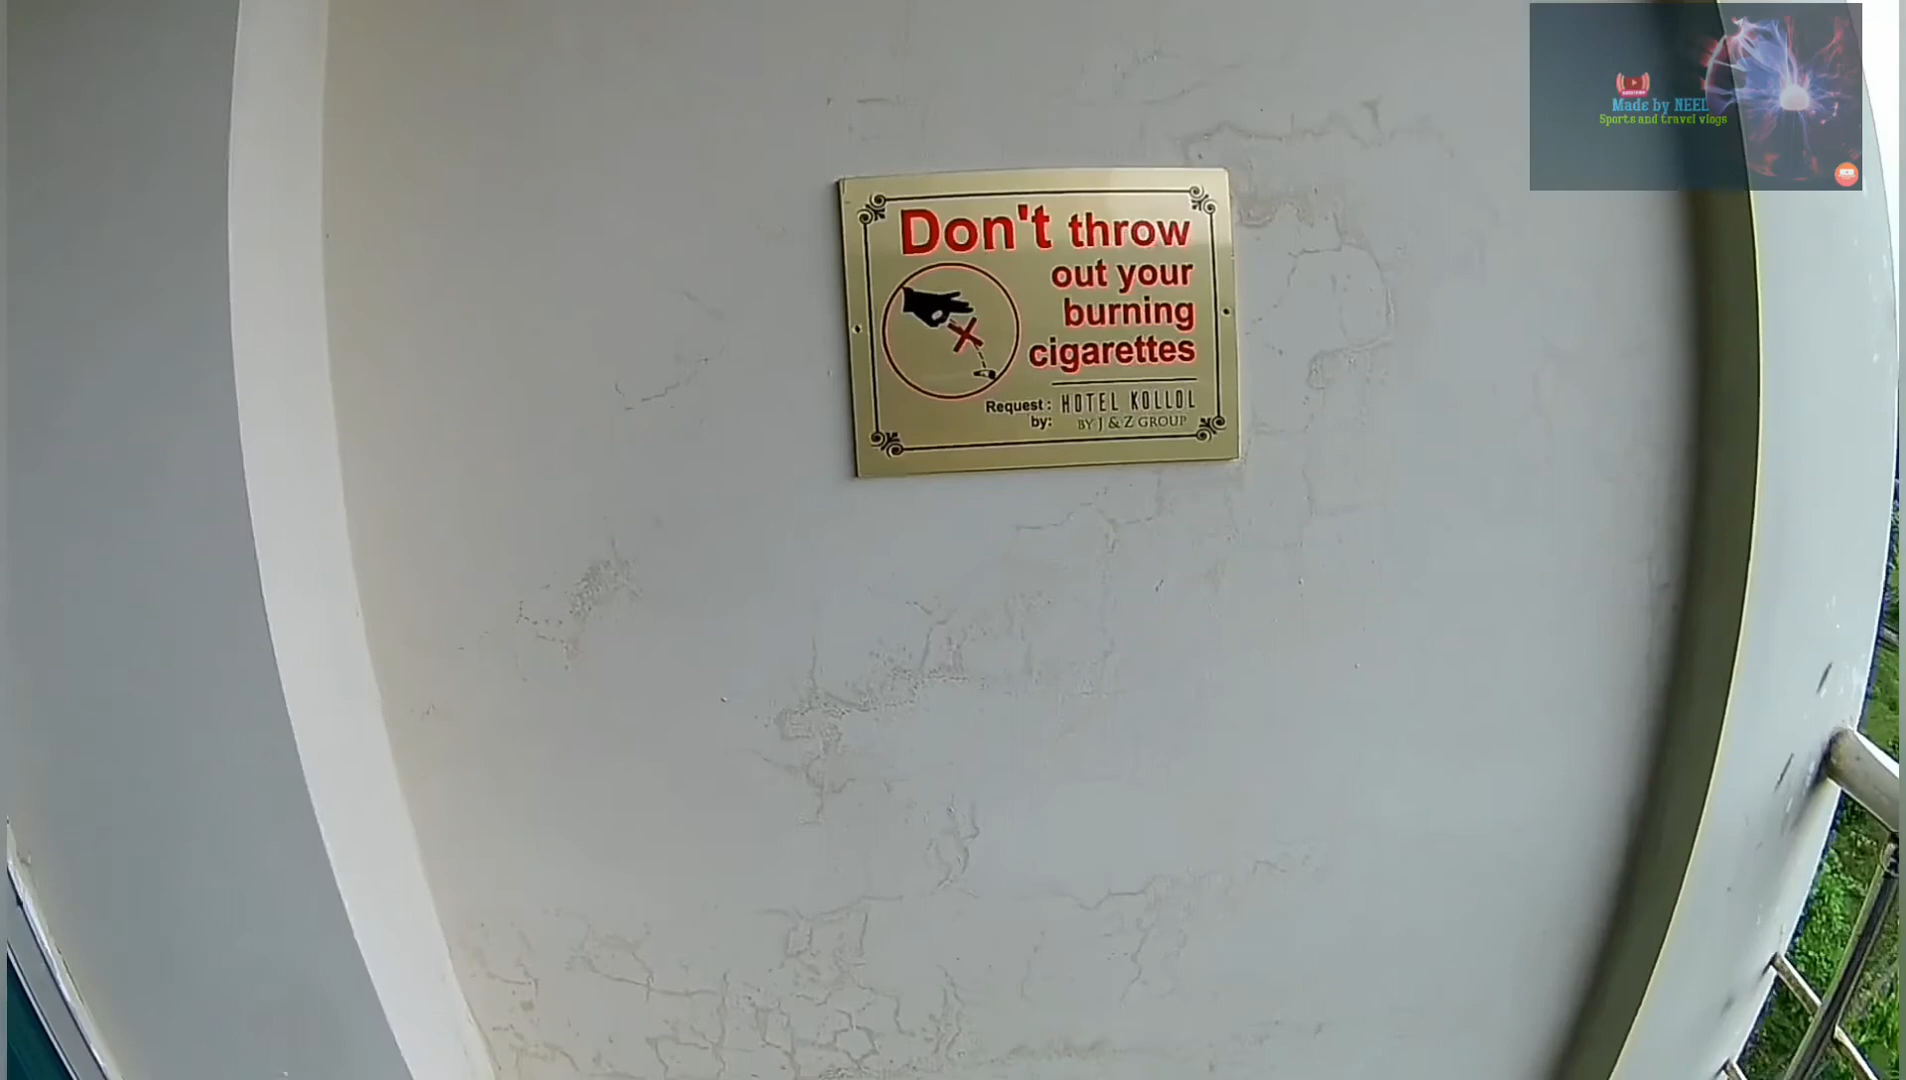 Don't throw
out your
burning
cigarettes
Request : HOTEL KOLLOL
by: BY J & Z GROUP
Made by NEEL
Sports and travel vlogs